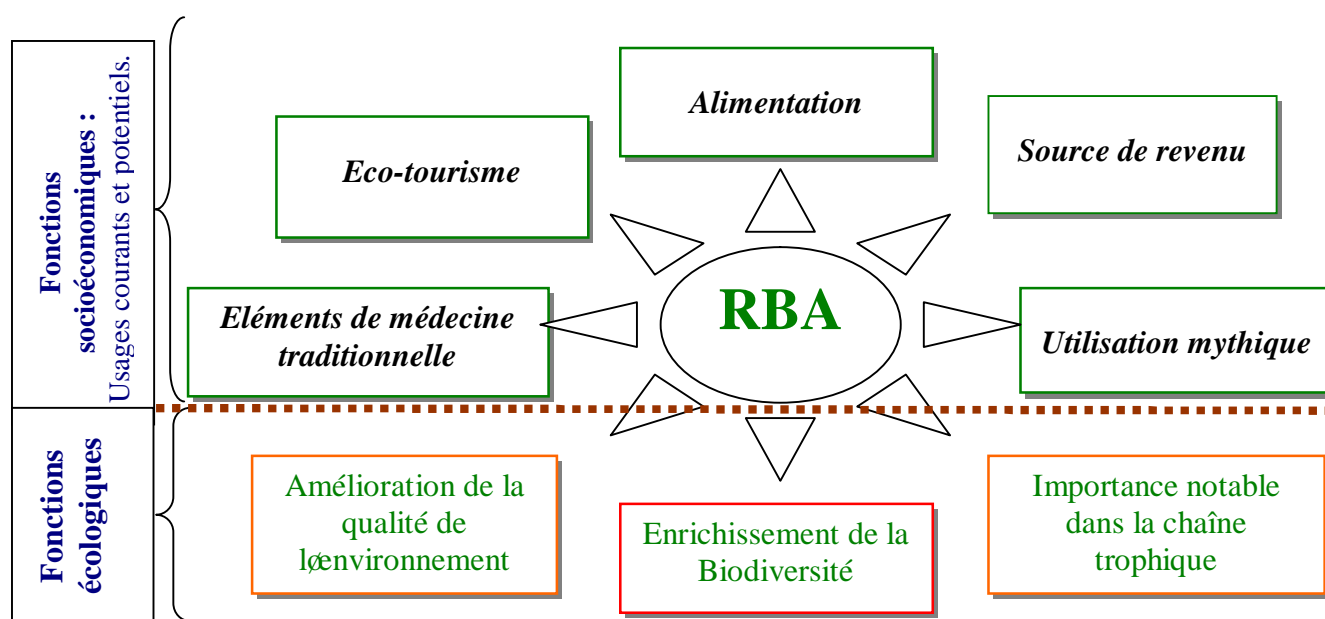 Fonctions
socioéconomiques :
Usages courants et potentiels.
Alimentation
Eco-tourisme
Source de revenu
RBA
Eléments de médecine
traditionnelle
Utilisation mythique
Fonctions
écologiques
Amélioration de la
qualité de
løenvironnement
Enrichissement de la
Biodiversité
Importance notable
dans la chaîne
trophique